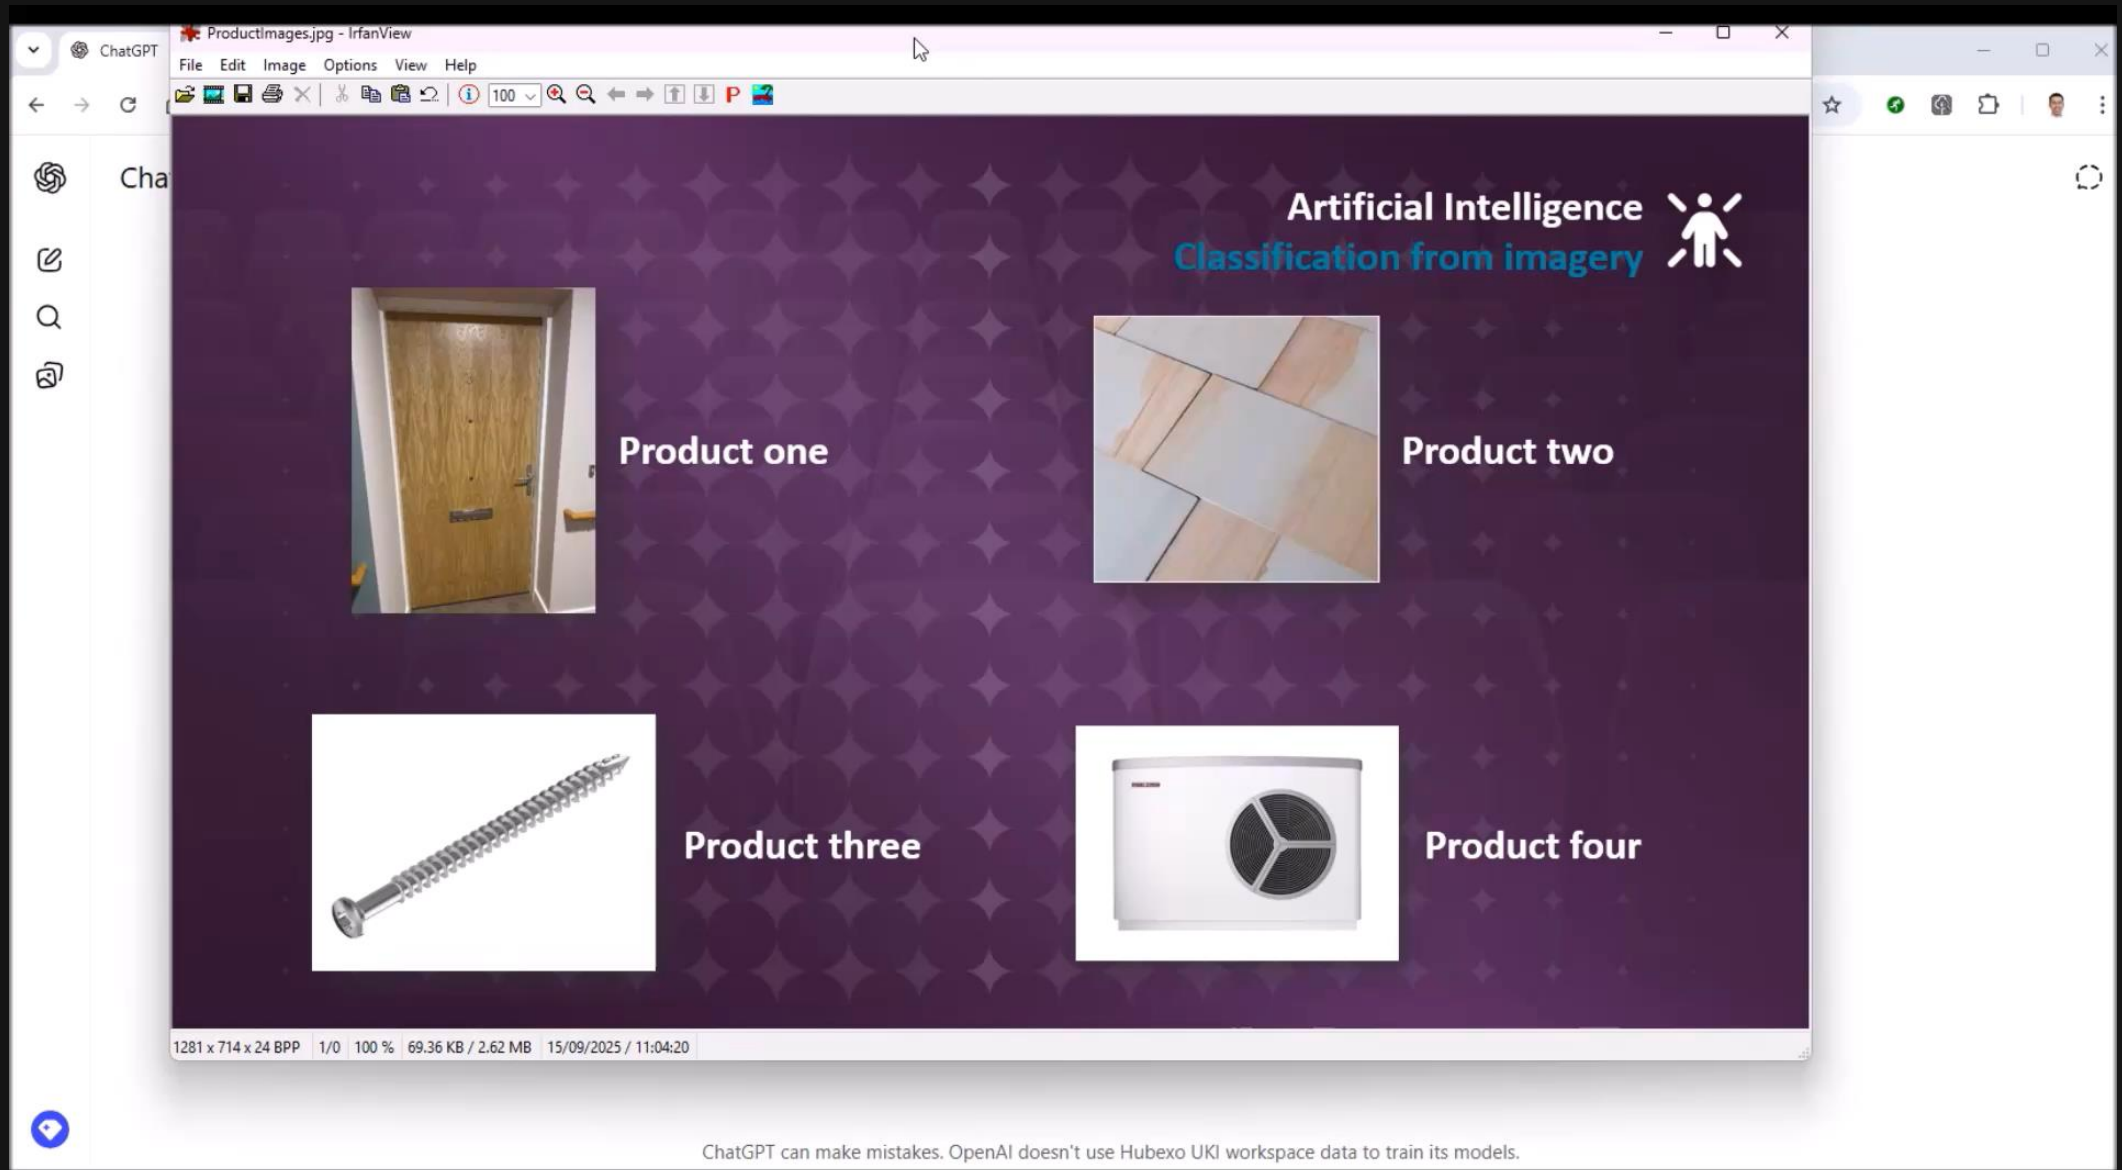 ChatGPT
ProductImages.jpg - IrfanView
File Edit Image Options View Help
100
P
Cha
Artificial Intelligence
Classification from imagery
Product one
Product two
Product three
Product four
1281 x 714 x 24 BPP 1/0 100 % 69.36 KB / 2.62 MB 15/09/2025 / 11:04:20
ChatGPT can make mistakes. OpenAI doesn't use Hubexo UKI workspace data to train its models.